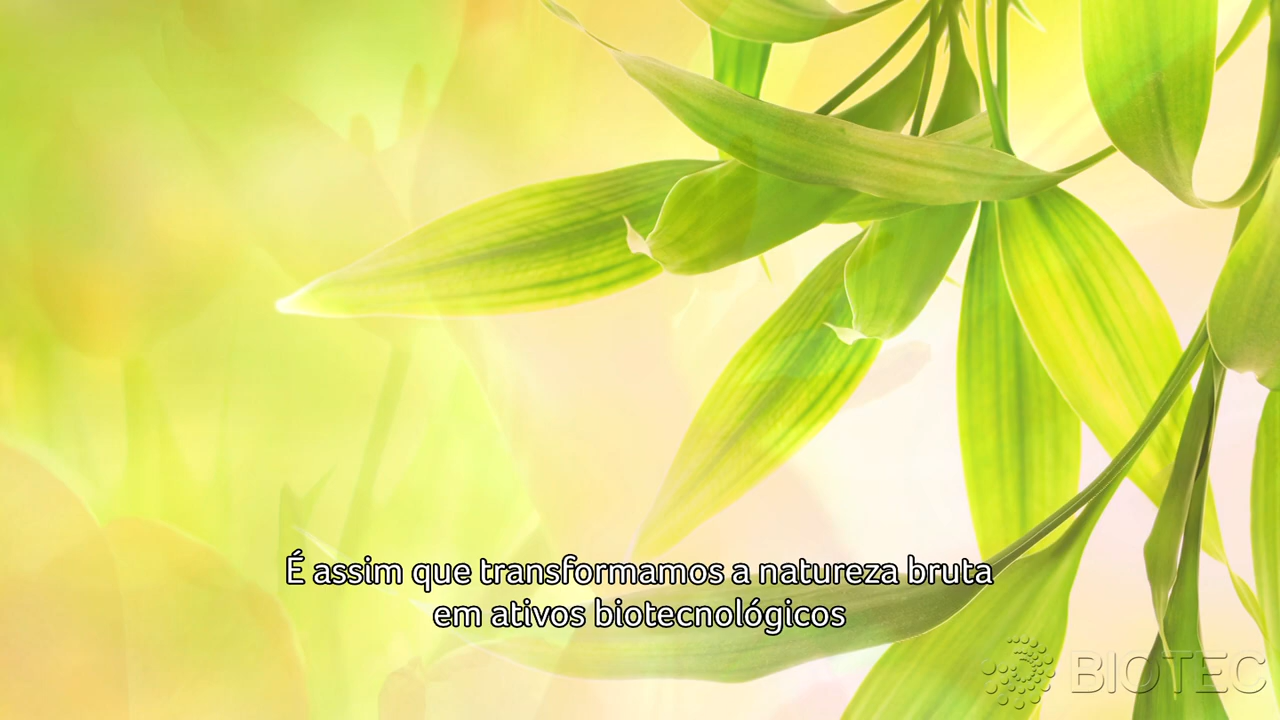 É assim que transformamos a natureza bruta
em ativos biotecnológicos
BIOTEC